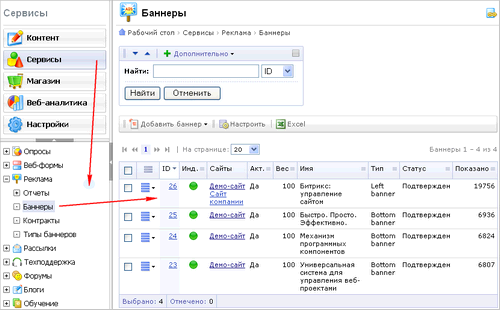 Сервисы
Контент
Сервисы
Магазин
Веб-аналитика
Настройки
Опросы
Веб-формы
Реклама
Отчеты
Баннеры
Контракты
Типы баннеров
Рассылки
Техподдержка
Форумы
Блоги
Обучение
Баннеры
Рабочий стол › Сервисы › Реклама › Баннеры
Дополнительно
Найти: ID
Найти Отменить
Добавить баннер Настроить Excel
1 На странице: 20 Баннеры 1 – 4 из 4
ID Инд. Сайты Акт. Вес Имя Тип Статус Показано
26 Демо-сайт Да 100 Битрикс: Left Подтвержден 19756
Сайт управление banner
компании сайтом
25 Демо-сайт Да 100 Быстро. Просто. Bottom Подтвержден 6936
Эффективно. banner
24 Демо-сайт Да 100 Механизм Bottom Подтвержден 6824
программных banner
компонентов
23 Демо-сайт Да 100 Универсальная Bottom Подтвержден 6807
система для banner
управления веб-
проектами
Выбрано: 4 Отмечено: 0